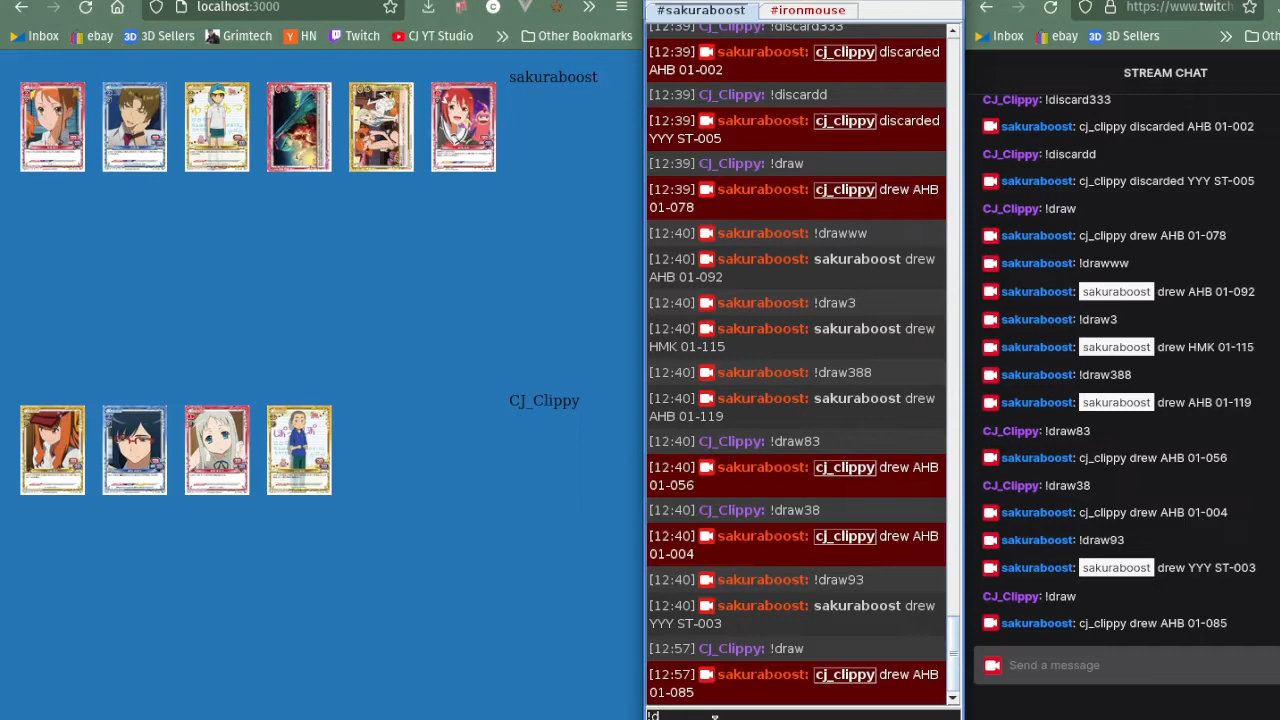 localhost:3000
Inbox
ebay
3D 3D Sellers
Grimtech
Y HN
Twitch
CJ YT Studio
Other Bookmarks
sakuraboost
CJ_Clippy
#sakuraboost
#ironmouse
[12:39] CJ_Clippy: !discard333
[12:39] sakuraboost: cj_clippy discarded
AHB 01-002
[12:39] CJ_Clippy: !discardd
[12:39] sakuraboost: cj_clippy discarded
YYY ST-005
[12:39] CJ_Clippy: !draw
[12:39] sakuraboost: cj_clippy drew AHB
01-078
[12:40] sakuraboost: !drawww
[12:40] sakuraboost: sakuraboost drew
AHB 01-092
[12:40] sakuraboost: !draw3
[12:40] sakuraboost: sakuraboost drew
HMK 01-115
[12:40] sakuraboost: !draw388
[12:40] sakuraboost: sakuraboost drew
AHB 01-119
[12:40] CJ_Clippy: !draw83
[12:40] sakuraboost: cj_clippy drew AHB
01-056
[12:40] CJ_Clippy: !draw38
[12:40] sakuraboost: cj_clippy drew AHB
01-004
[12:40] sakuraboost: !draw93
[12:40] sakuraboost: sakuraboost drew
YYY ST-003
[12:57] CJ_Clippy: !draw
[12:57] sakuraboost: cj_clippy drew AHB
01-085
!d
https://www.twitch
Inbox
ebay
3D 3D Sellers
STREAM CHAT
CJ_Clippy: !discard333
sakuraboost: cj_clippy discarded AHB 01-002
CJ_Clippy: !discardd
sakuraboost: cj_clippy discarded YYY ST-005
CJ_Clippy: !draw
sakuraboost: cj_clippy drew AHB 01-078
sakuraboost: !drawww
sakuraboost: sakuraboost drew AHB 01-092
sakuraboost: !draw3
sakuraboost: sakuraboost drew HMK 01-115
sakuraboost: !draw388
sakuraboost: sakuraboost drew AHB 01-119
CJ_Clippy: !draw83
sakuraboost: cj_clippy drew AHB 01-056
CJ_Clippy: !draw38
sakuraboost: cj_clippy drew AHB 01-004
sakuraboost: !draw93
sakuraboost: sakuraboost drew YYY ST-003
CJ_Clippy: !draw
sakuraboost: cj_clippy drew AHB 01-085
Send a message